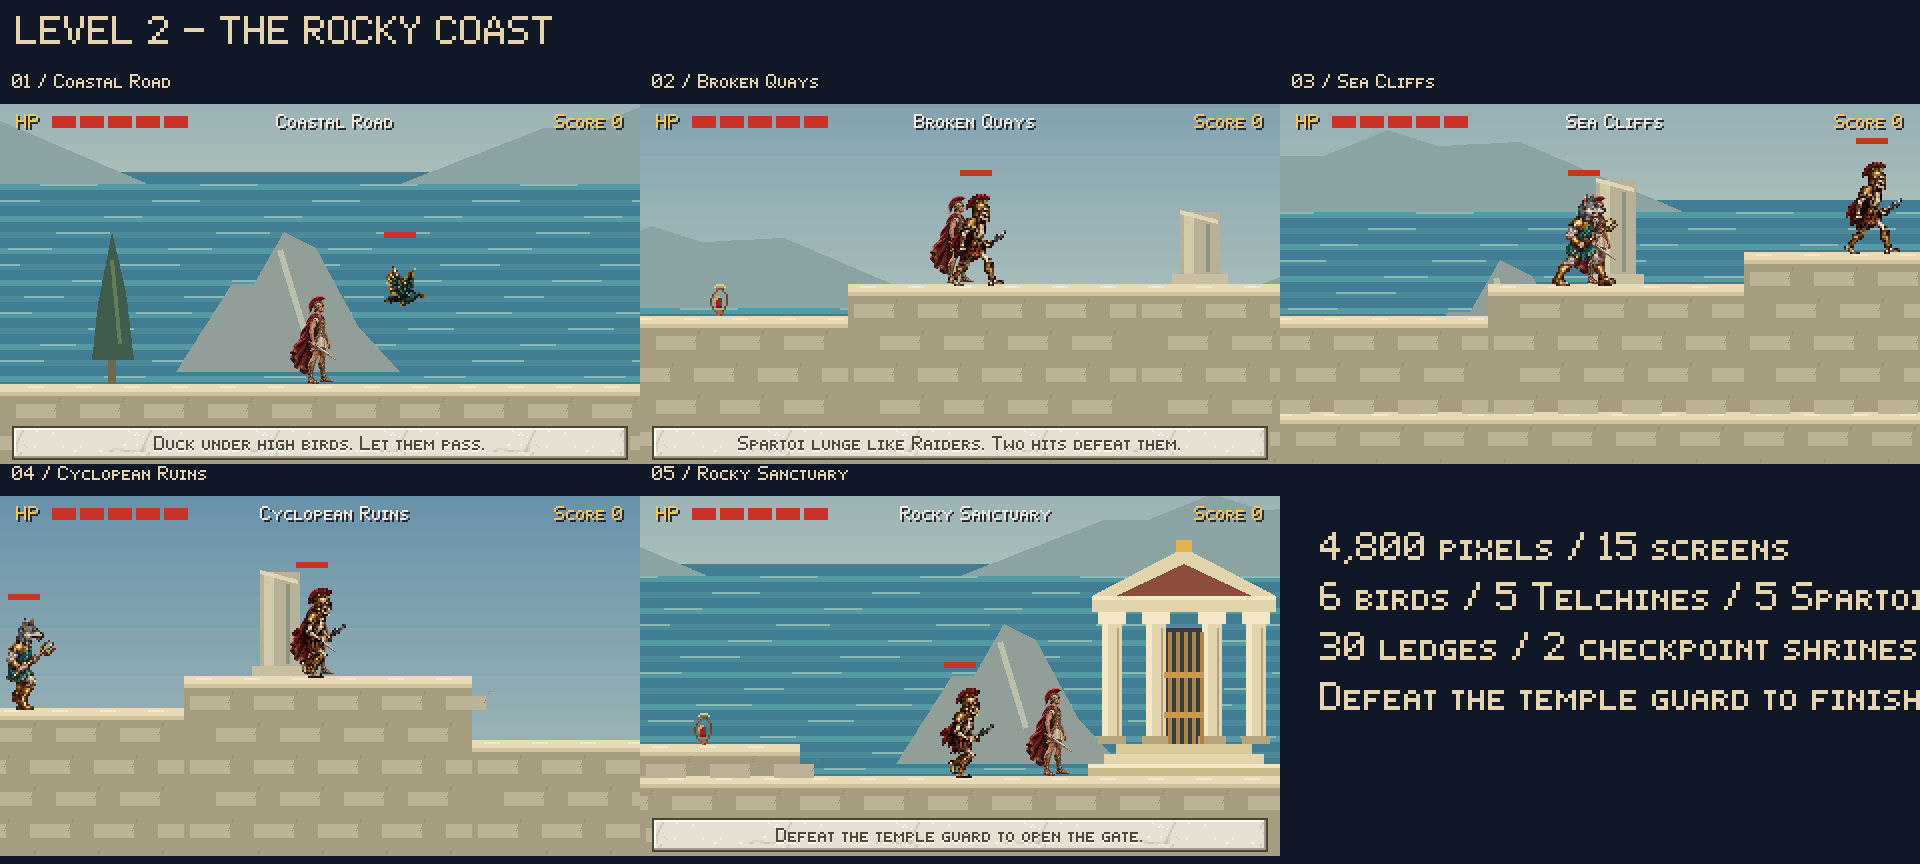 LEVEL 2 – THE ROCKY COAST
01 / Coastal Road
02 / Broken Quays
03 / Sea Cliffs
HP
Coastal Road
Score 0
HP
Broken Quays
Score 0
HP
Sea Cliffs
Score 0
Duck under high birds. Let them pass.
Spartoi lunge like Raiders. Two hits defeat them.
04 / Cyclopean Ruins
05 / Rocky Sanctuary
HP
Cyclopean Ruins
Score 0
HP
Rocky Sanctuary
Score 0
Defeat the temple guard to open the gate.
4,800 pixels / 15 screens
6 birds / 5 Telchines / 5 Spartoi
30 ledges / 2 checkpoint shrines
Defeat the temple guard to finish